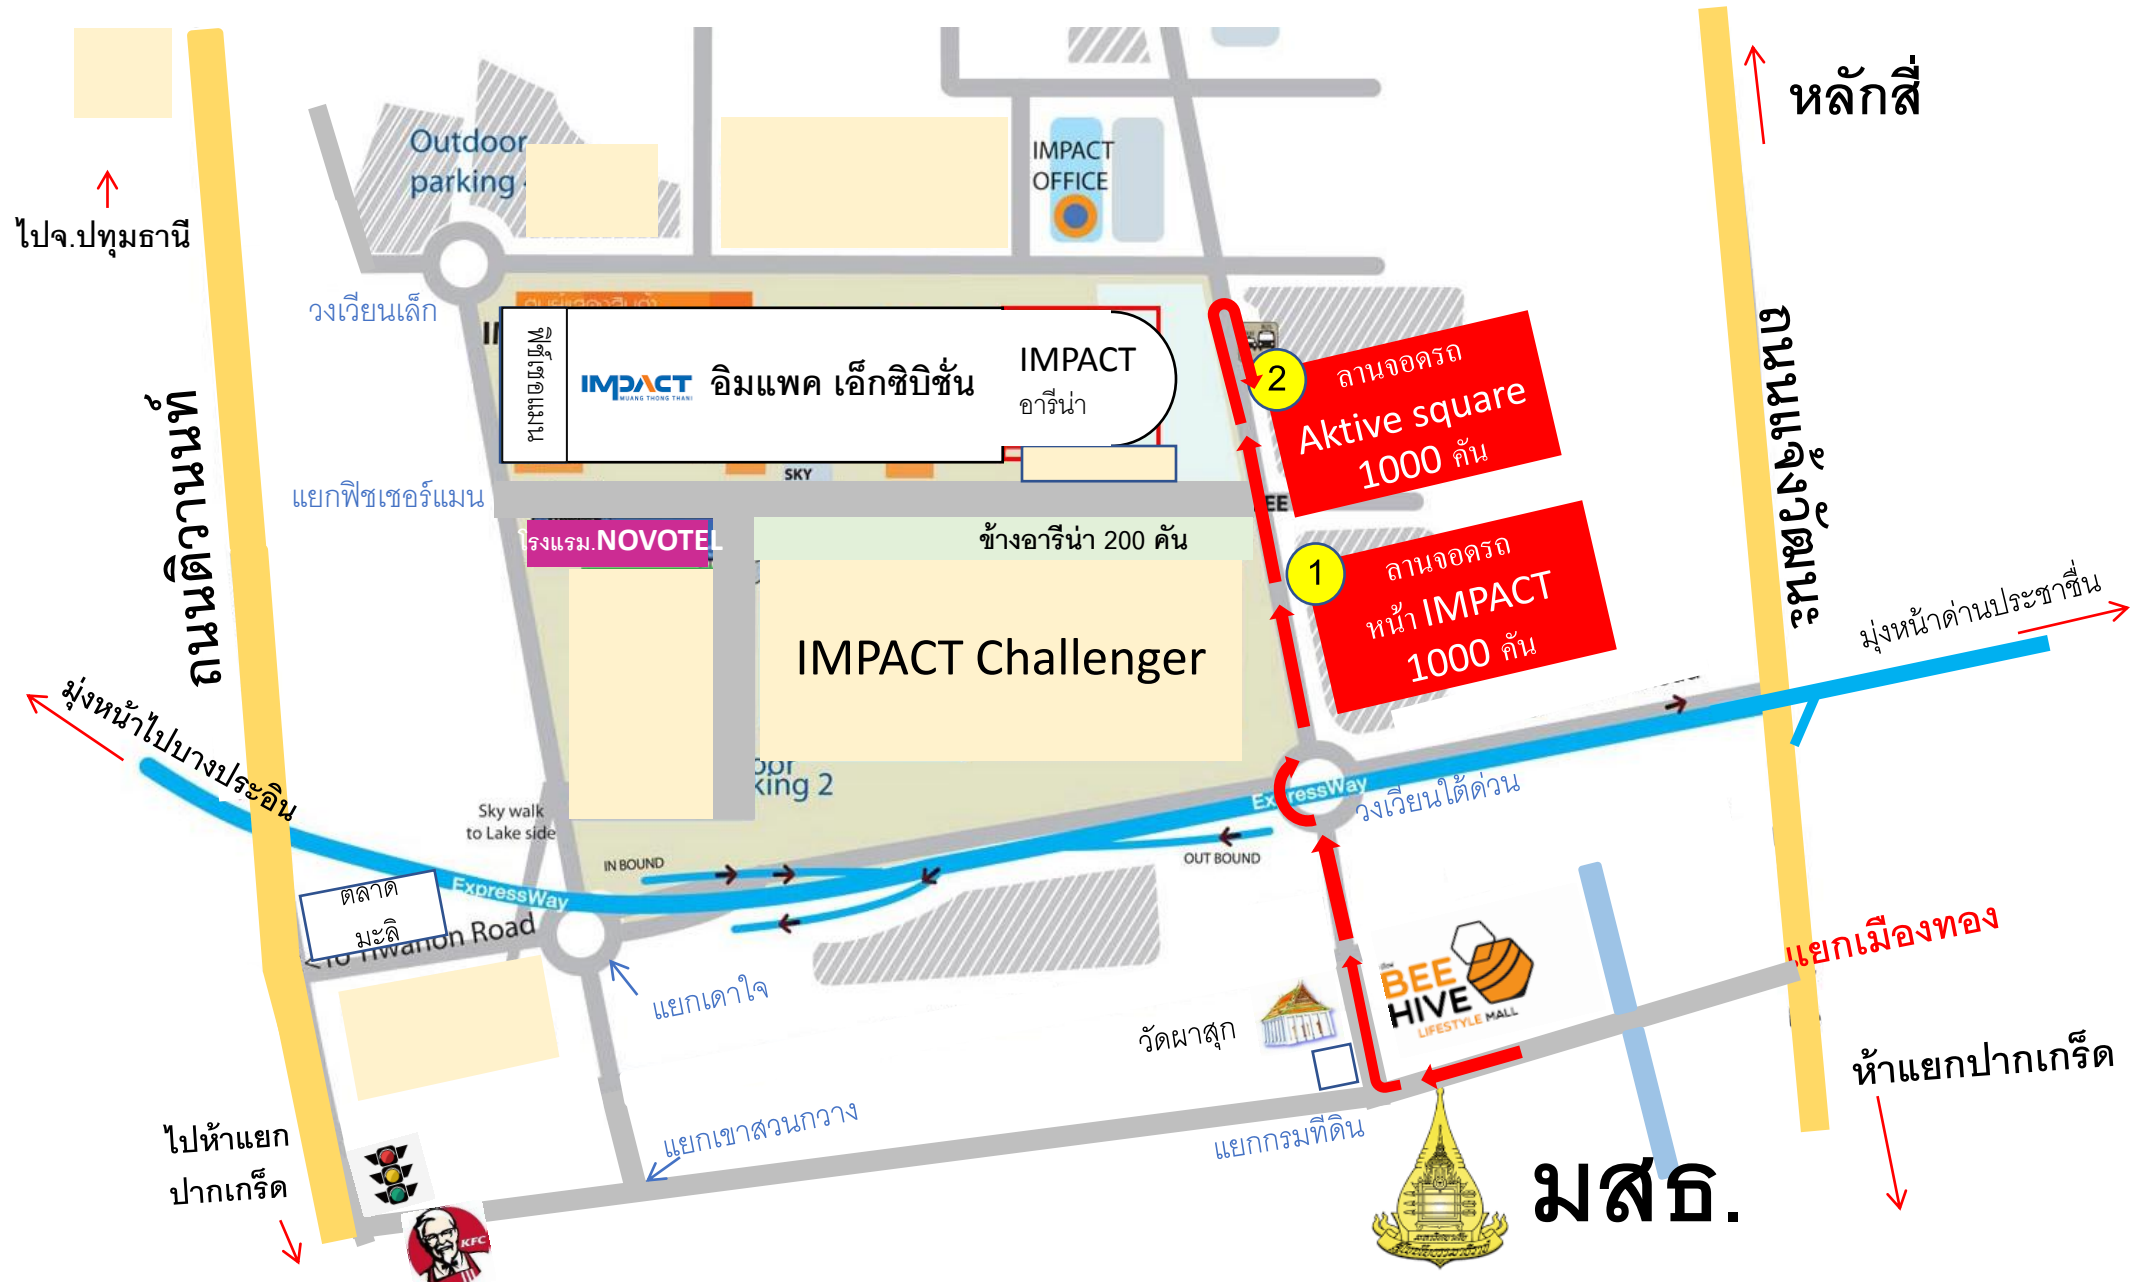 หลักสี่
Outdoor
parking
IMPACT
OFFICE
ไปจ.ปทุมธานี
วงเวียนเล็ก
ฟิชเชอแมน
IMPACT
MUANG THONG THANI
อิมแพค เอ็กซิบิชั่น
IMPACT
อารีน่า
2
ลานจอดรถ
Aktive square
1000 คัน
ถนนแจ้งวัฒนะ
ถนนติวานนท์
SKY
แยกฟิชเชอร์แมน
โรงแรม.NOVOTEL
ข้างอารีน่า 200 คัน
1
ลานจอดรถ
หน้า IMPACT
1000 คัน
IMPACT Challenger
มุ่งหน้าด่านประชาชื่น
มุ่งหน้าไปบางปะอิน
king 2
ExpressWay
วงเวียนใต้ด่วน
Sky walk
to Lake side
IN BOUND
OUT BOUND
ตลาด
มะลิ
ExpressWay
Road
แยกเมืองทอง
แยกเดาใจ
BEE
HIVE
LIFESTYLE MALL
วัดผาสุก
ห้าแยกปากเกร็ด
ไปห้าแยก
ปากเกร็ด
แยกเขาสวนกวาง
แยกกรมที่ดิน
มสธ.
KFC